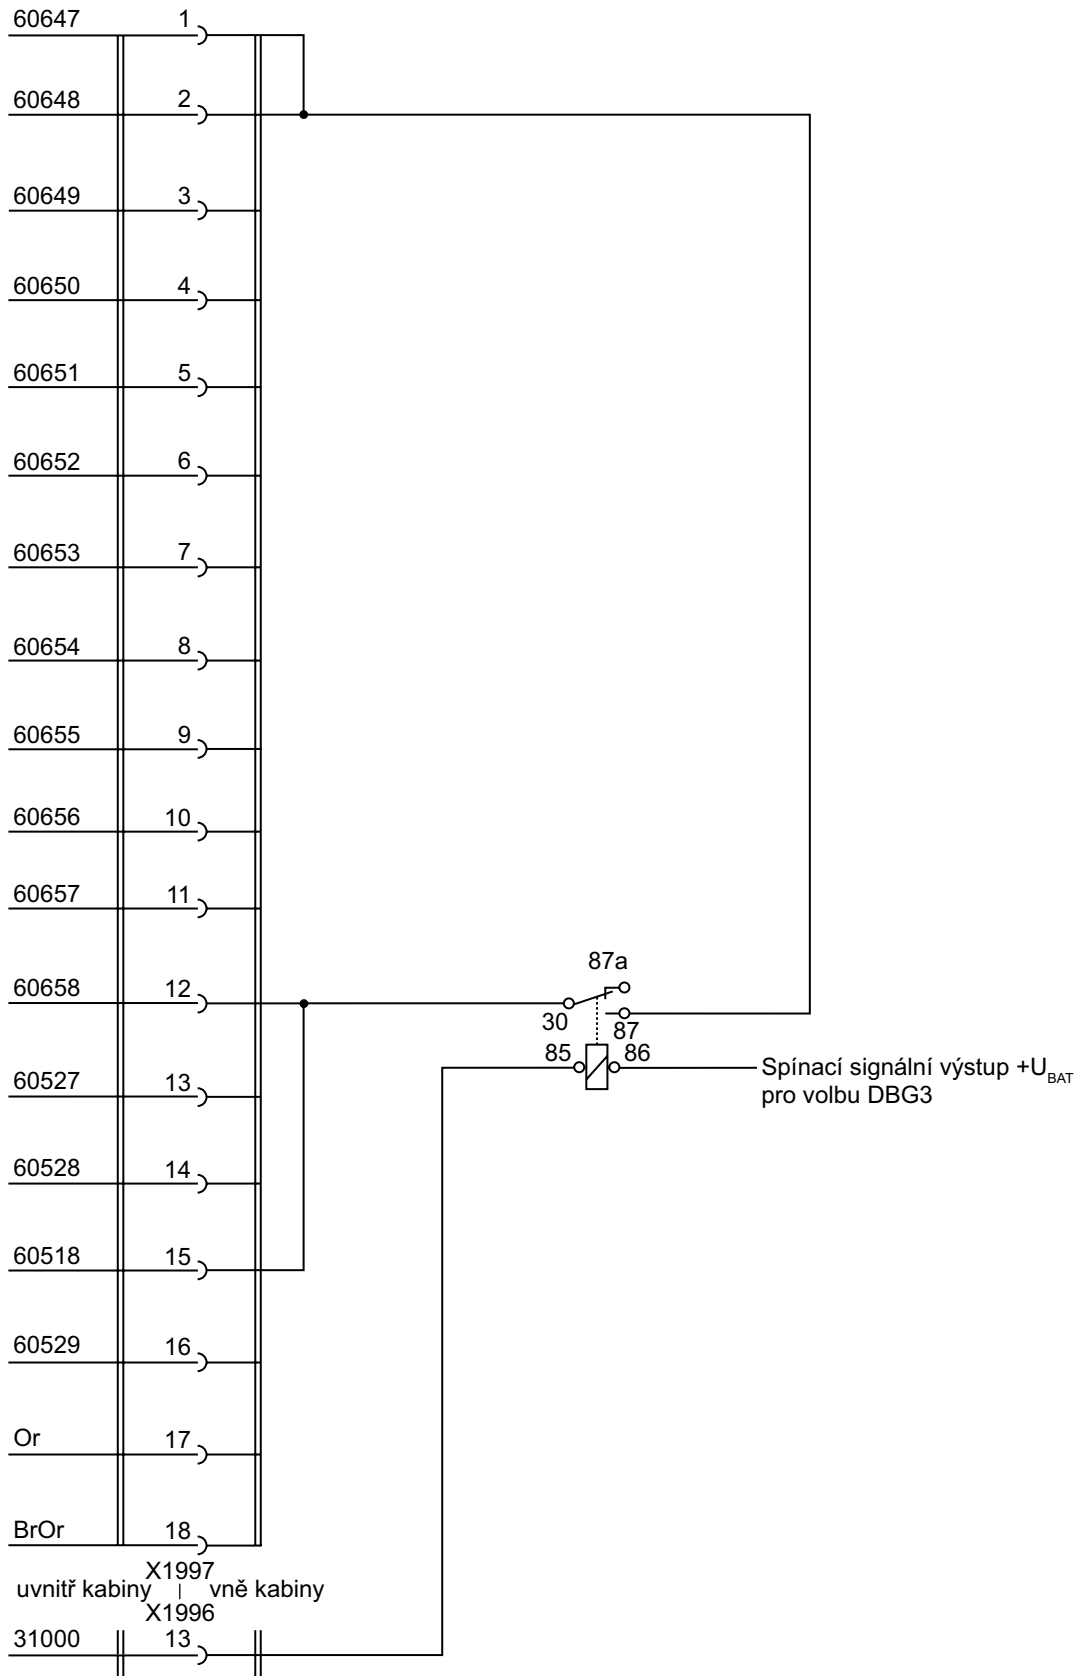 60647 1
60648 2
60649 3
60650 4
60651 5
60652 6
60653 7
60654 8
60655 9
60656 10
60657 11
87a
60658 12
30 87
85 86
Spínací signální výstup +UBAT
pro volbu DBG3
60527 13
60528 14
60518 15
60529 16
Or 17
BrOr 18
X1997
uvnitř kabiny | vně kabiny
X1996
31000 13